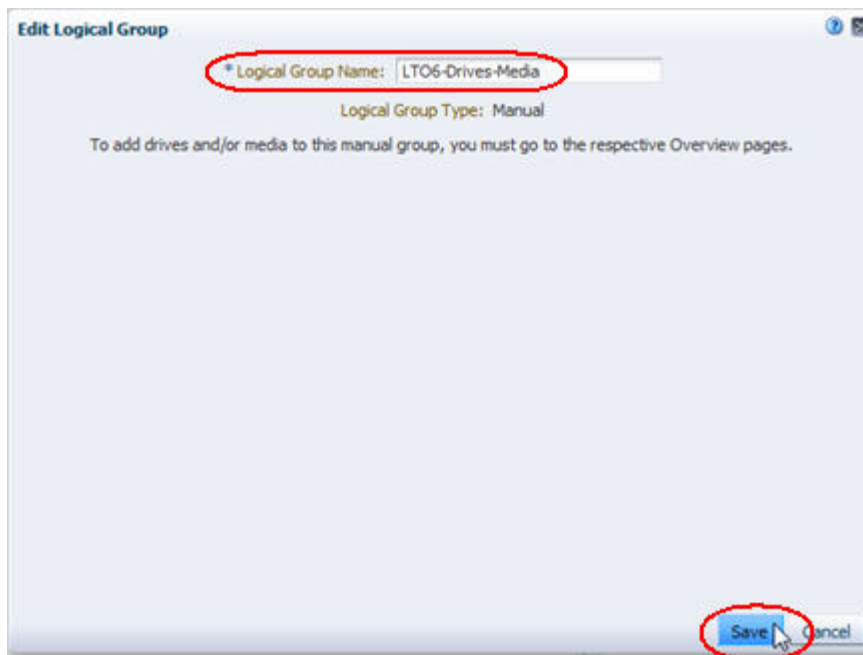 Edit Logical Group
* Logical Group Name: LTO6-Drives-Media
Logical Group Type: Manual
To add drives and/or media to this manual group, you must go to the respective Overview pages.
Save Cancel